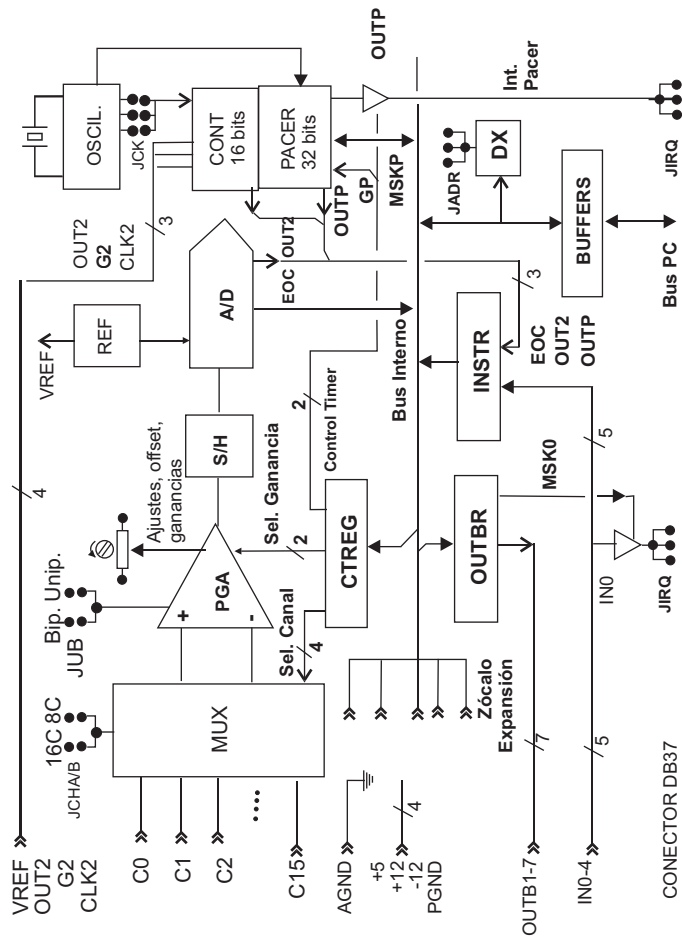 VREF
OUT2
G2
CLK2
C0
C1
C2
....
C15
AGND
+5
+12
-12
PGND
OUTB1-7
IN0-4
CONECTOR DB37
4
16C 8C
JCHA/B
MUX
Bip. Unip.
JUB
+
-
PGA
Ajustes, offset,
ganancias
S/H
A/D
VREF
REF
OUT2
G2
CLK2
3
OSCIL.
JCK
CONT
16 bits
PACER
32 bits
OUTP
EOC
OUT2
OUTP
GP
MSKP
Sel. Canal
4
Sel. Ganancia
2
CTREG
2
Control Timer
Bus Interno
Zócalo
Expansión
4
OUTBR
7
MSK0
INSTR
3
EOC
OUT2
OUTP
JADR
DX
BUFFERS
Bus PC
Int.
Pacer
JIRQ
5
5
IN0
JIRQ